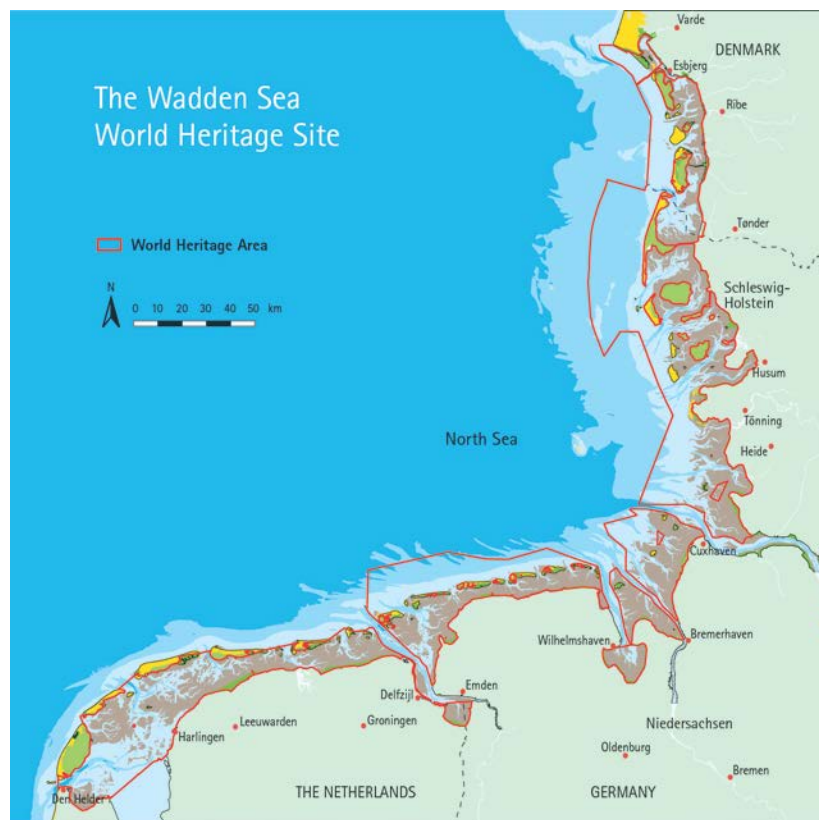 Varde
DENMARK
Esbjerg
The Wadden Sea
World Heritage Site
Ribe
World Heritage Area
Tønder
N
0 10 20 30 40 50 km
Schleswig-
Holstein
Husum
Tönning
North Sea
Heide
Cuxhaven
Wilhelmshaven
Bremerhaven
Emden
Delfzijl
Leeuwarden
Groningen
Niedersachsen
Harlingen
Oldenburg
Bremen
Den Helder
THE NETHERLANDS
GERMANY